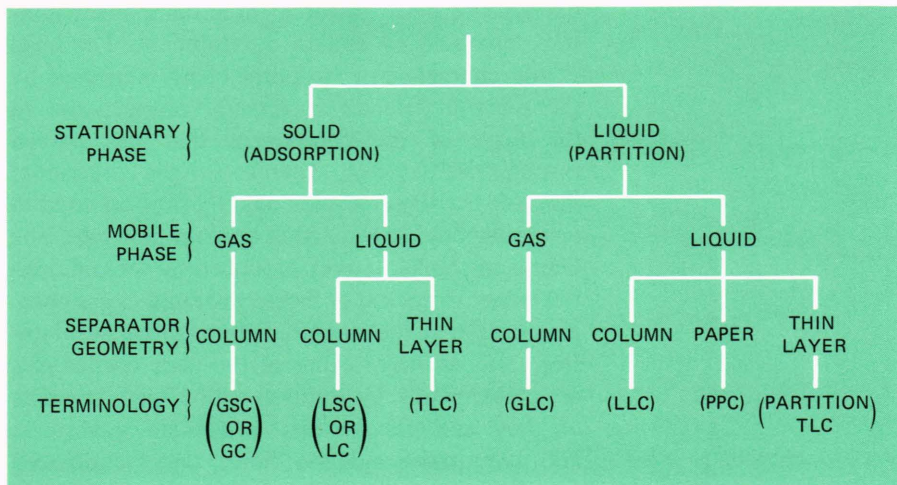 STATIONARY PHASE
SOLID (ADSORPTION)
LIQUID (PARTITION)
MOBILE PHASE
GAS
LIQUID
GAS
LIQUID
SEPARATOR GEOMETRY
COLUMN
COLUMN
THIN LAYER
COLUMN
COLUMN
PAPER
THIN LAYER
TERMINOLOGY
(GSC OR GC)
(LSC OR LC)
(TLC)
(GLC)
(LLC)
(PPC)
(PARTITION TLC)